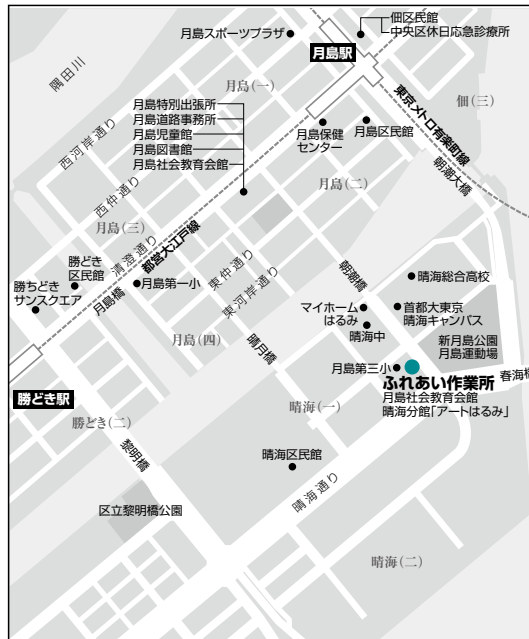 佃区民館
中央区休日応急診療所
月島スポーツプラザ
月島駅
隅田川
月島(一)
佃(三)
東京メトロ有楽町線
月島特別出張所
月島道路事務所
月島児童館
月島図書館
月島社会教育会館
西河岸通り
月島保健
センター
月島区民館
朝潮大橋
西仲通り
月島(二)
月島(三)
清澄通り
都営大江戸線
勝どき
区民館
月島橋
月島第一小
東仲通り
東河岸通り
朝潮橋
晴海総合高校
勝ちどき
サンスクエア
マイホーム
はるみ
首都大東京
晴海キャンパス
晴海中
新月島公園
月島運動場
月島(四)
晴月橋
月島第三小
ふれあい作業所
月島社会教育会館
晴海分館「アートはるみ」
春海橋
勝どき駅
勝どき(二)
晴海(一)
黎明橋
晴海区民館
晴海通り
区立黎明橋公園
晴海(二)